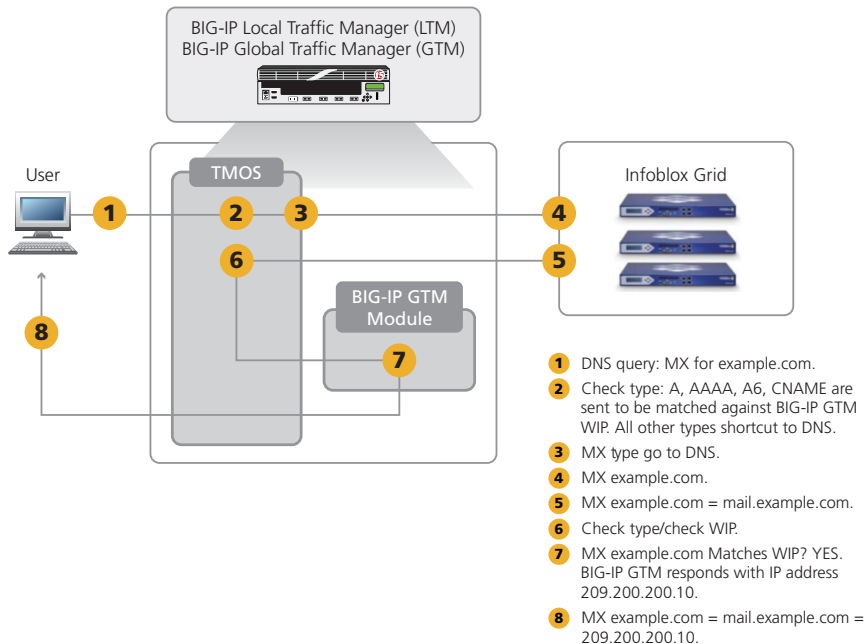 BIG-IP Local Traffic Manager (LTM)
BIG-IP Global Traffic Manager (GTM)
f5
User
TMOS
Infoblox Grid
1
2
3
4
5
6
BIG-IP GTM
Module
7
8
1 DNS query: MX for example.com.
2 Check type: A, AAAA, A6, CNAME are
sent to be matched against BIG-IP GTM
WIP. All other types shortcut to DNS.
3 MX type go to DNS.
4 MX example.com.
5 MX example.com = mail.example.com.
6 Check type/check WIP.
7 MX example.com Matches WIP? YES.
BIG-IP GTM responds with IP address
209.200.200.10.
8 MX example.com = mail.example.com =
209.200.200.10.